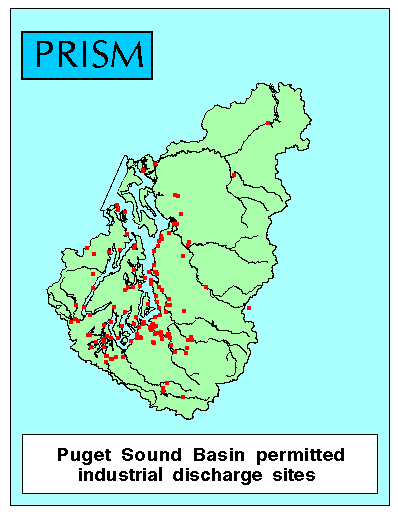 PRISM
Puget Sound Basin permitted
industrial discharge sites